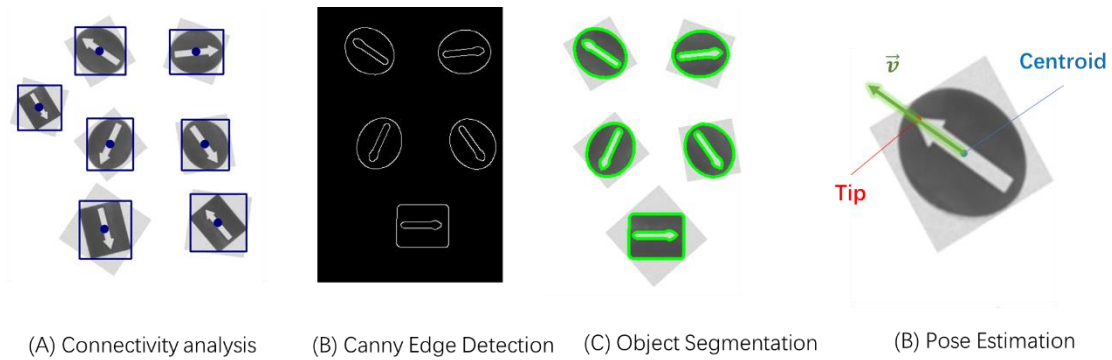 v
Centroid
Tip
(A) Connectivity analysis
(B) Canny Edge Detection
(C) Object Segmentation
(B) Pose Estimation